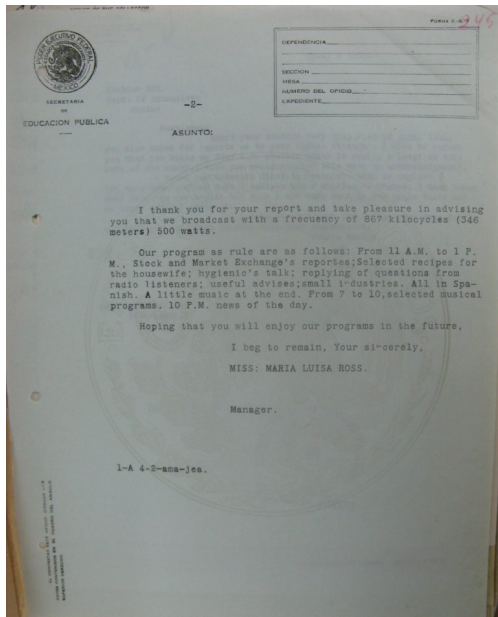 FORMA
245
PODER EJECUTIVO FEDERAL
MEXICO
SECRETARIA
DE
EDUCACION PUBLICA
DEPENDENCIA
SECCION
MESA
NUMERO DEL OFICIO
EXPEDIENTE
-2-
ASUNTO:
I thank you for your report and take pleasure in advising
you that we broadcast with a frecuency of 867 kilocycles (346
meters) 500 watts.
Our program as rule are as follows: From 11 A.M. to 1 P.
M., Stock and Market Exchange's reportes;Selected recipes for
the housewife; hygienic's talk; replying of questions from
radio listeners; useful advises;small industries. All in Spa-
nish. A little music at the end. From 7 to 10,selected musical
programs. 10 P.M. news of the day.
Hoping that you will enjoy our programs in the future,
I beg to remain, Your sincerely,
MISS: MARIA LUISA ROSS.
Manager.
1-A 4-2-ama-jea.